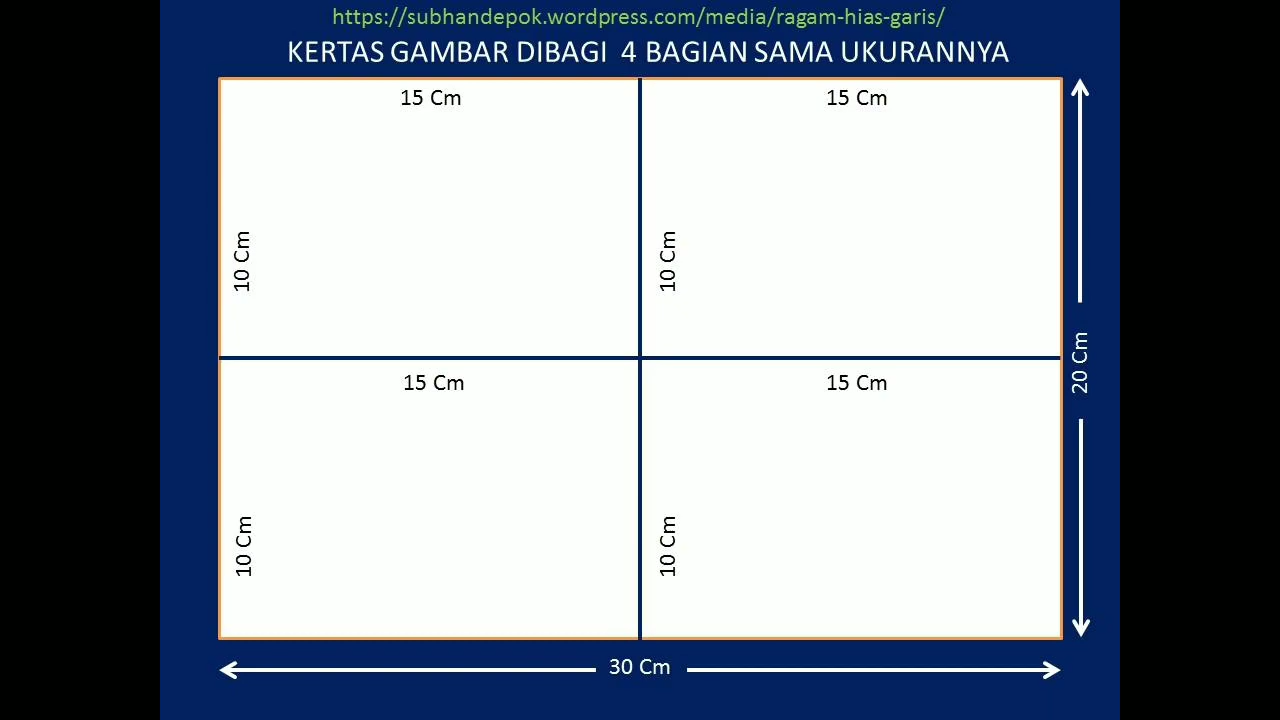 https://subhandepok.wordpress.com/media/ragam-hias-garis/
KERTAS GAMBAR DIBAGI 4 BAGIAN SAMA UKURANNYA
15 Cm
15 Cm
10 Cm
10 Cm
20 Cm
15 Cm
15 Cm
10 Cm
10 Cm
30 Cm